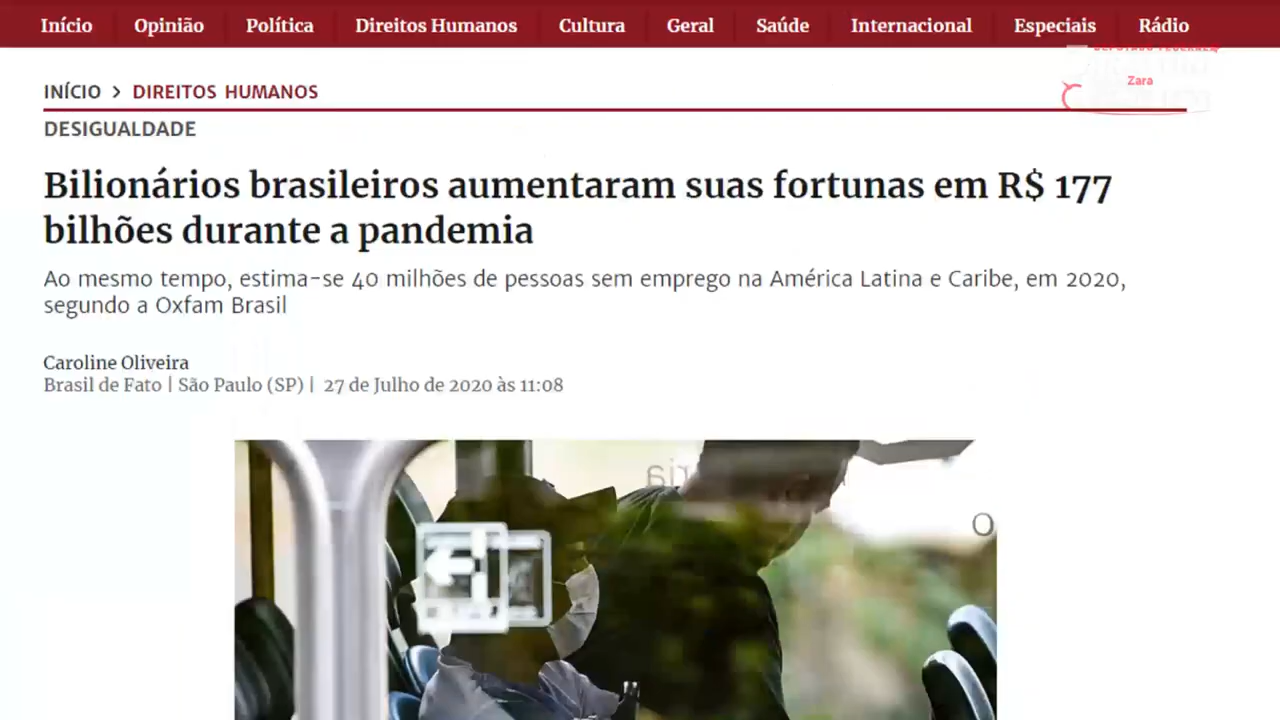 Início Opinião Política Direitos Humanos Cultura Geral Saúde Internacional Especiais Rádio
Zara
INÍCIO > DIREITOS HUMANOS
DESIGUALDADE
Bilionários brasileiros aumentaram suas fortunas em R$ 177
bilhões durante a pandemia
Ao mesmo tempo, estima-se 40 milhões de pessoas sem emprego na América Latina e Caribe, em 2020,
segundo a Oxfam Brasil
Caroline Oliveira
Brasil de Fato | São Paulo (SP) | 27 de Julho de 2020 às 11:08